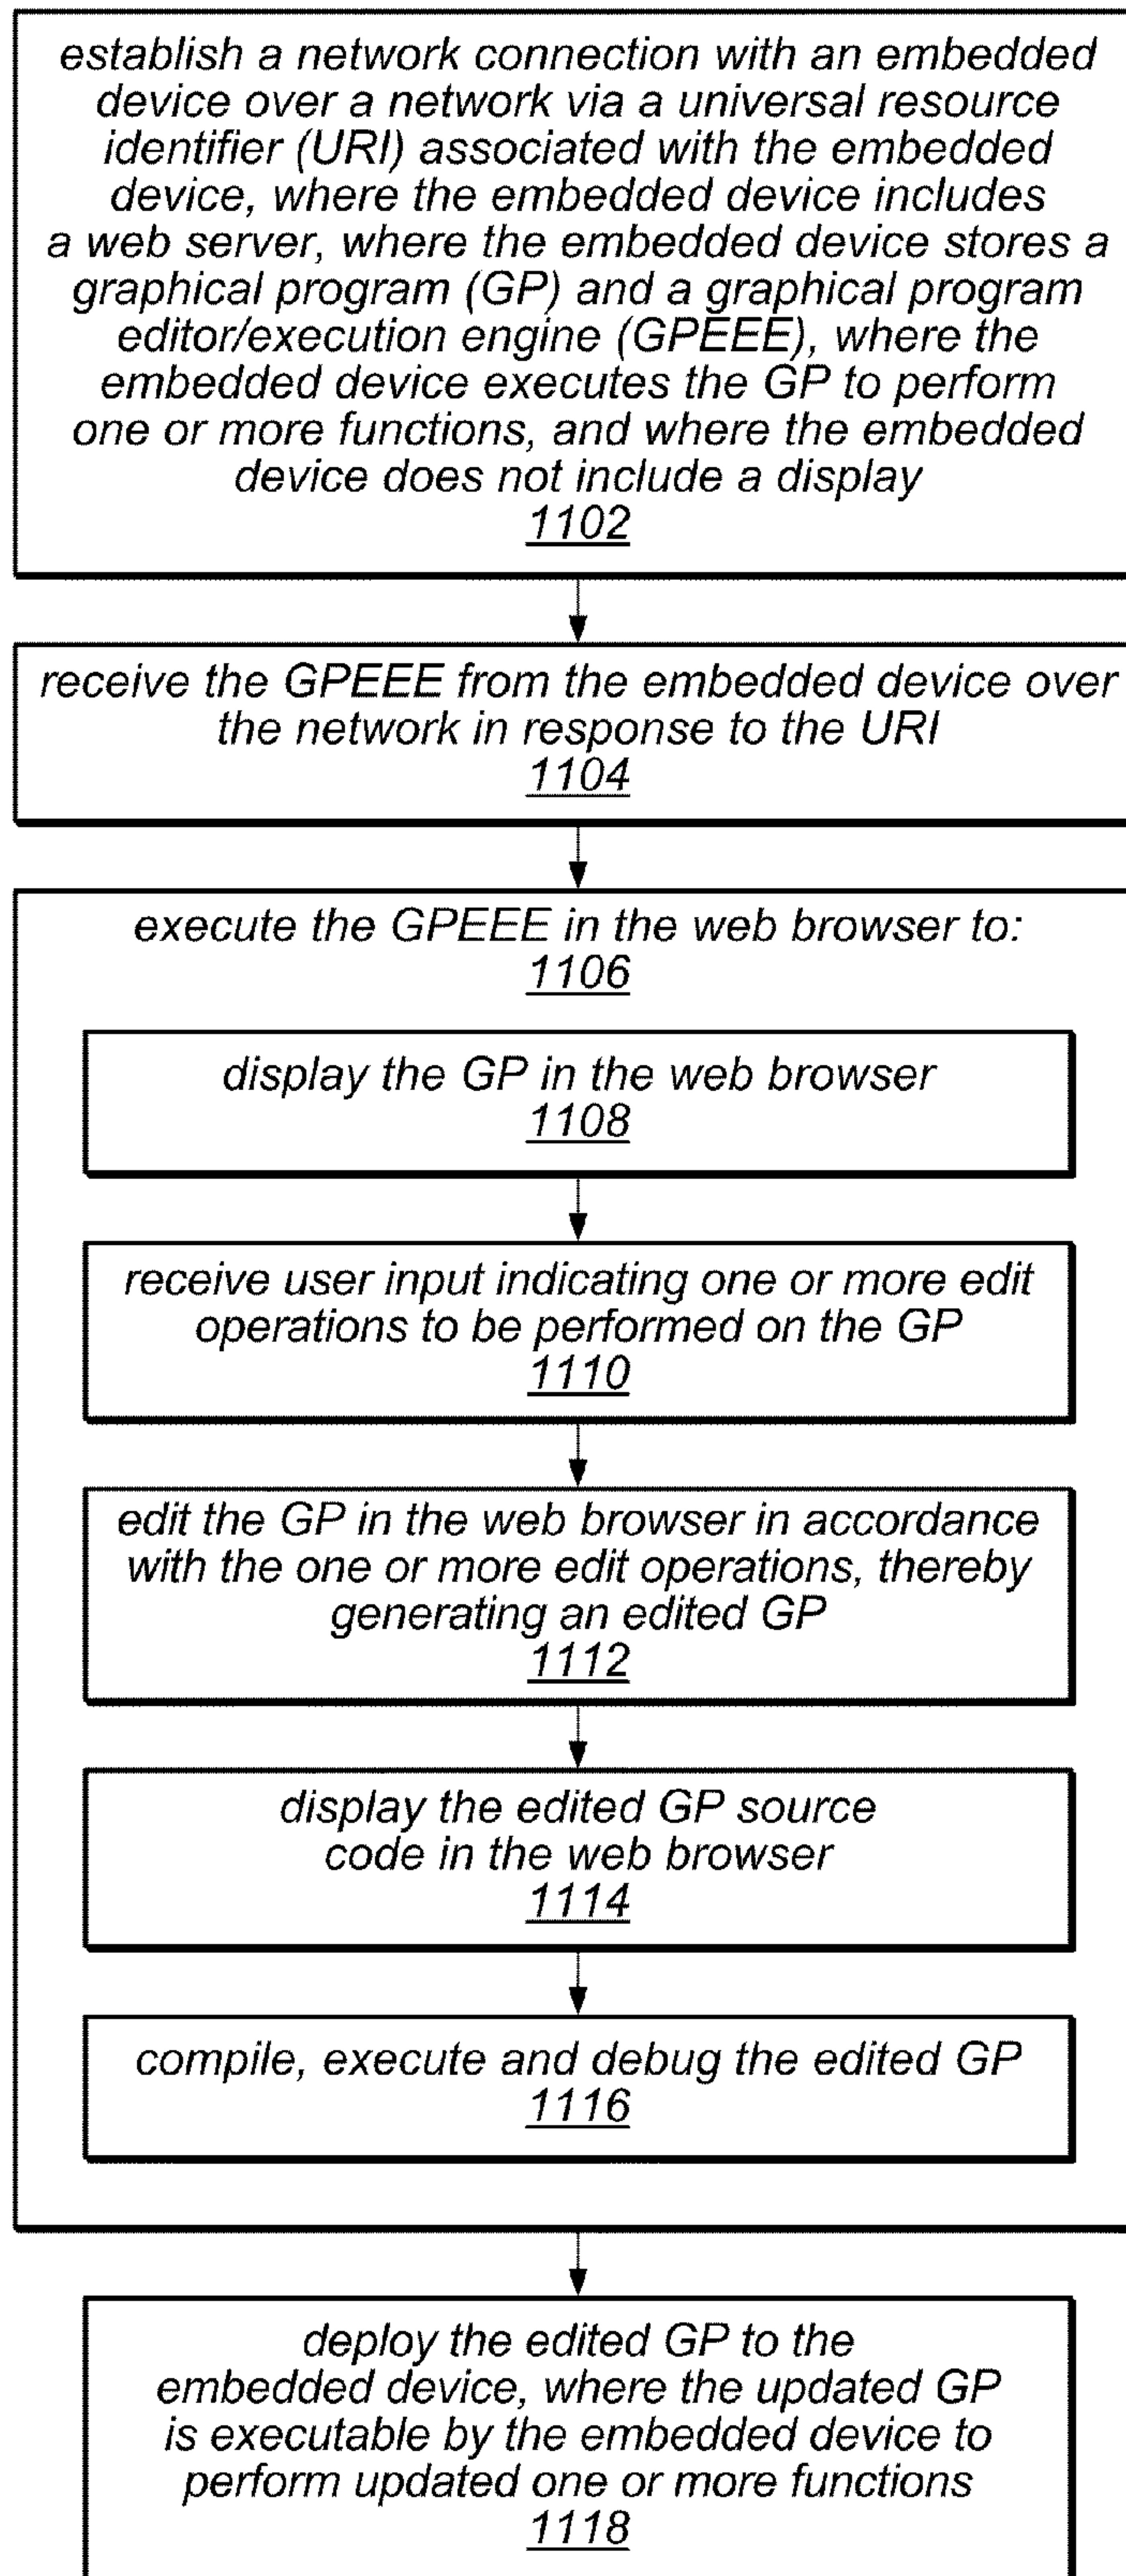 establish a network connection with an embedded
device over a network via a universal resource
identifier (URI) associated with the embedded
device, where the embedded device includes
a web server, where the embedded device stores a
graphical program (GP) and a graphical program
editor/execution engine (GPEEE), where the
embedded device executes the GP to perform
one or more functions, and where the embedded
device does not include a display
1102
receive the GPEEE from the embedded device over
the network in response to the URI
1104
execute the GPEEE in the web browser to:
1106
display the GP in the web browser
1108
receive user input indicating one or more edit
operations to be performed on the GP
1110
edit the GP in the web browser in accordance
with the one or more edit operations, thereby
generating an edited GP
1112
display the edited GP source
code in the web browser
1114
compile, execute and debug the edited GP
1116
deploy the edited GP to the
embedded device, where the updated GP
is executable by the embedded device to
perform updated one or more functions
1118